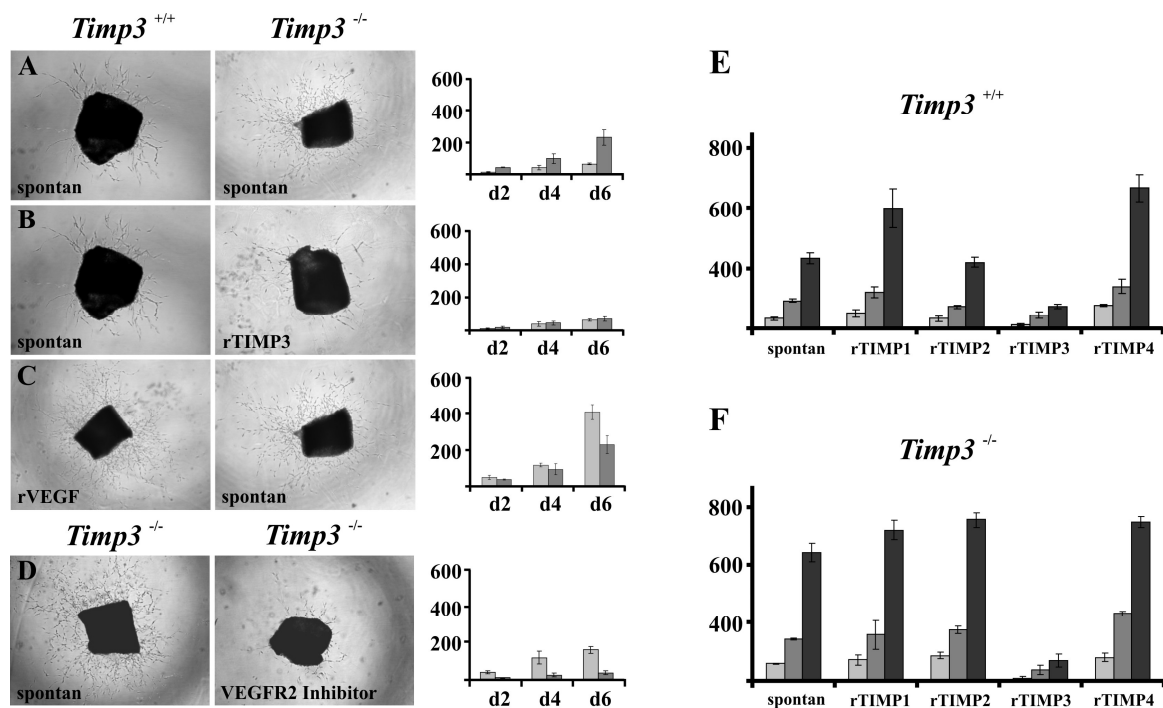 Timp3 +/+
Timp3 -/-
A
spontan
spontan
600
400
200
d2 d4 d6
B
spontan
rTIMP3
600
400
200
d2 d4 d6
C
rVEGF
spontan
600
400
200
d2 d4 d6
Timp3 -/-
Timp3 -/-
D
spontan
VEGFR2 Inhibitor
600
400
200
d2 d4 d6
E
Timp3 +/+
800
600
400
spontan rTIMP1 rTIMP2 rTIMP3 rTIMP4
F
Timp3 -/-
800
600
400
spontan rTIMP1 rTIMP2 rTIMP3 rTIMP4